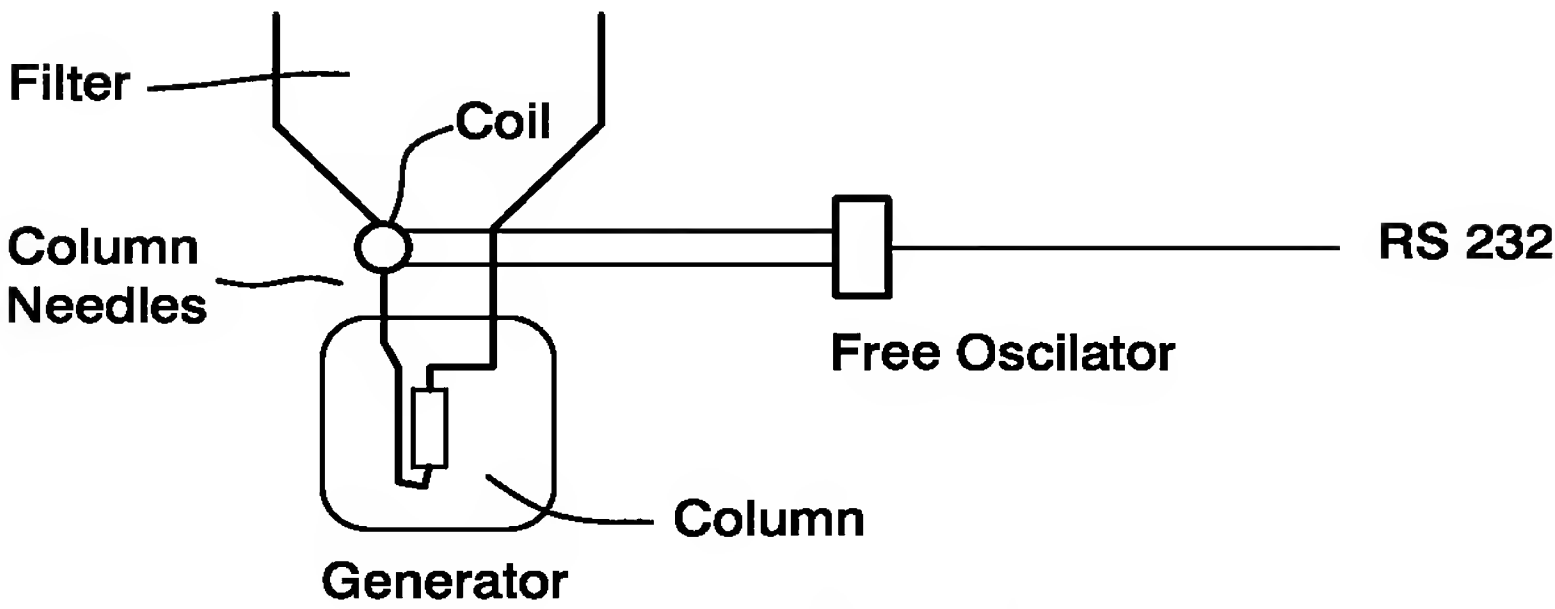 Filter
Coil
Column
Needles
RS 232
Free Oscilator
Column
Generator